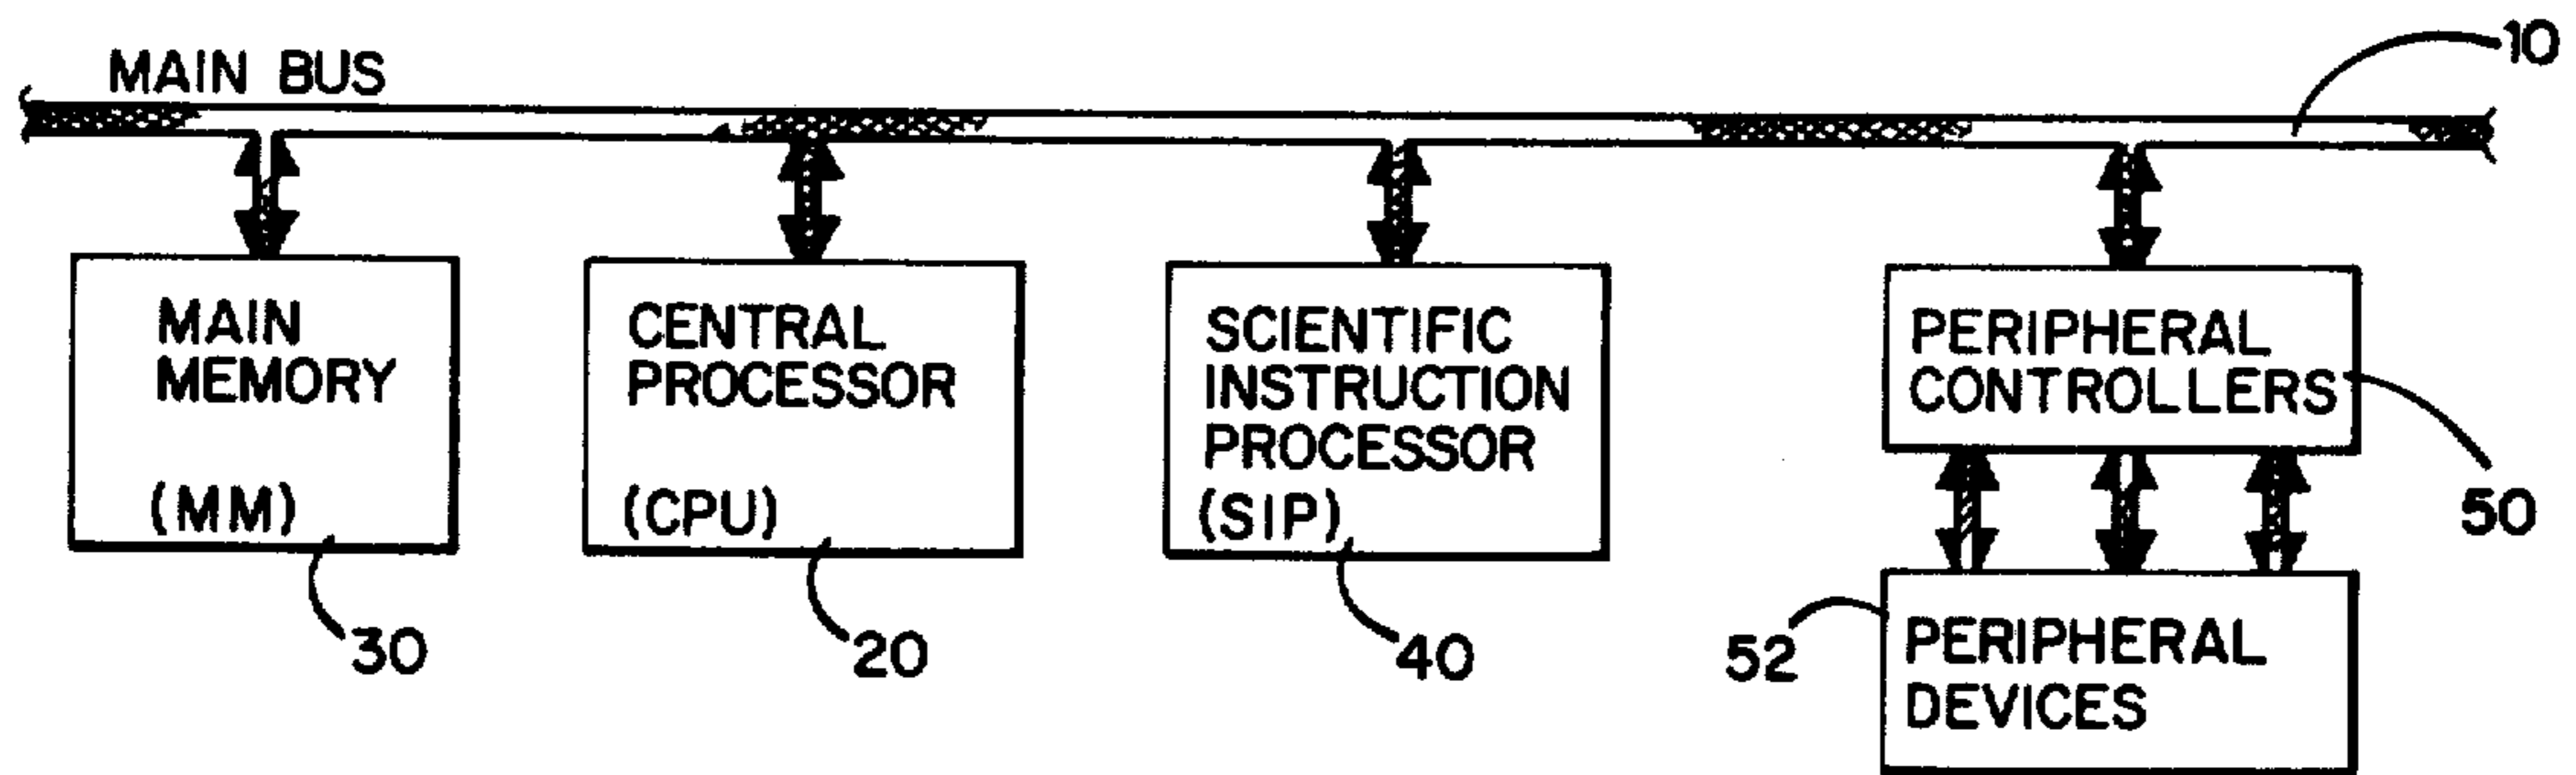 MAIN BUS
10
MAIN
MEMORY
(MM)
30
CENTRAL
PROCESSOR
(CPU)
20
SCIENTIFIC
INSTRUCTION
PROCESSOR
(SIP)
40
PERIPHERAL
CONTROLLERS
50
PERIPHERAL
DEVICES
52